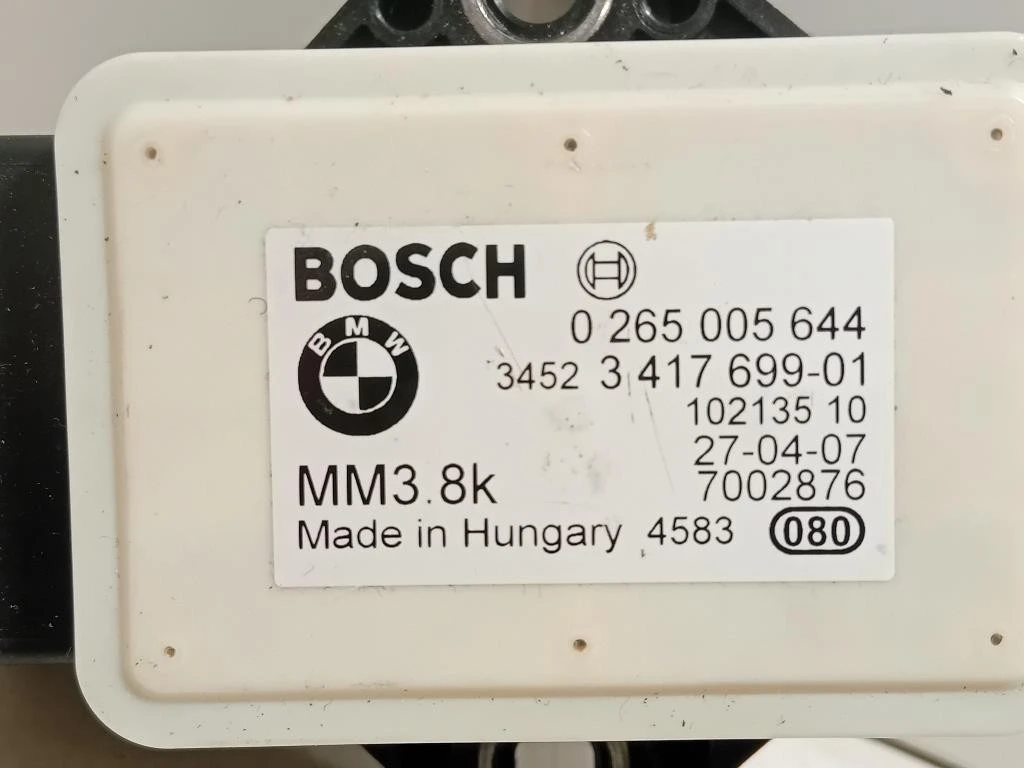 BOSCH
0 265 005 644
BMW
3452 3 417 699-01
102135 10
27-04-07
MM3.8k 7002876
Made in Hungary 4583 080